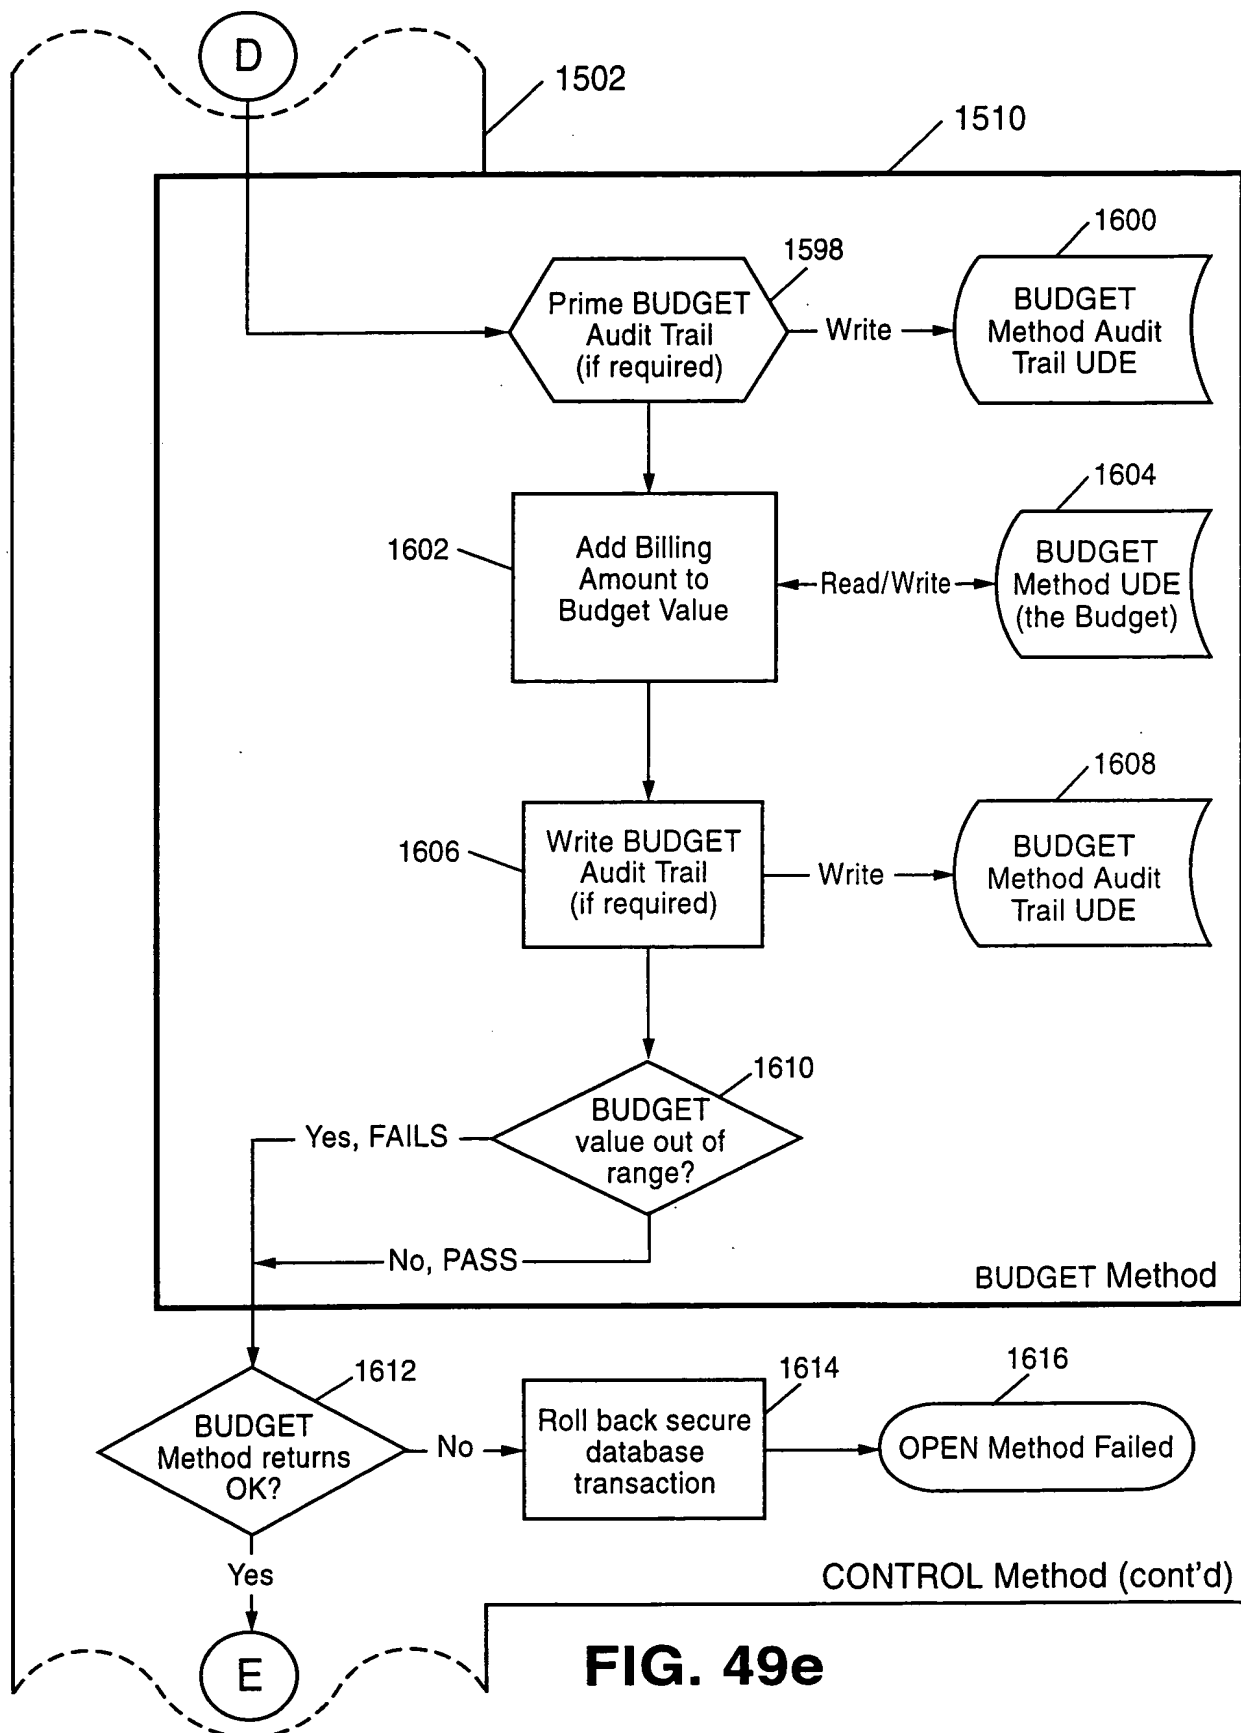 D
1502
1510
1598
Prime BUDGET
Audit Trail
(if required)
Write
1600
BUDGET
Method Audit
Trail UDE
1602
Add Billing
Amount to
Budget Value
Read/Write
1604
BUDGET
Method UDE
(the Budget)
1606
Write BUDGET
Audit Trail
(if required)
Write
1608
BUDGET
Method Audit
Trail UDE
1610
BUDGET
value out of
range?
Yes, FAILS
No, PASS
BUDGET Method
1612
BUDGET
Method returns
OK?
No
1614
Roll back secure
database
transaction
1616
OPEN Method Failed
Yes
CONTROL Method (cont'd)
E
FIG. 49e